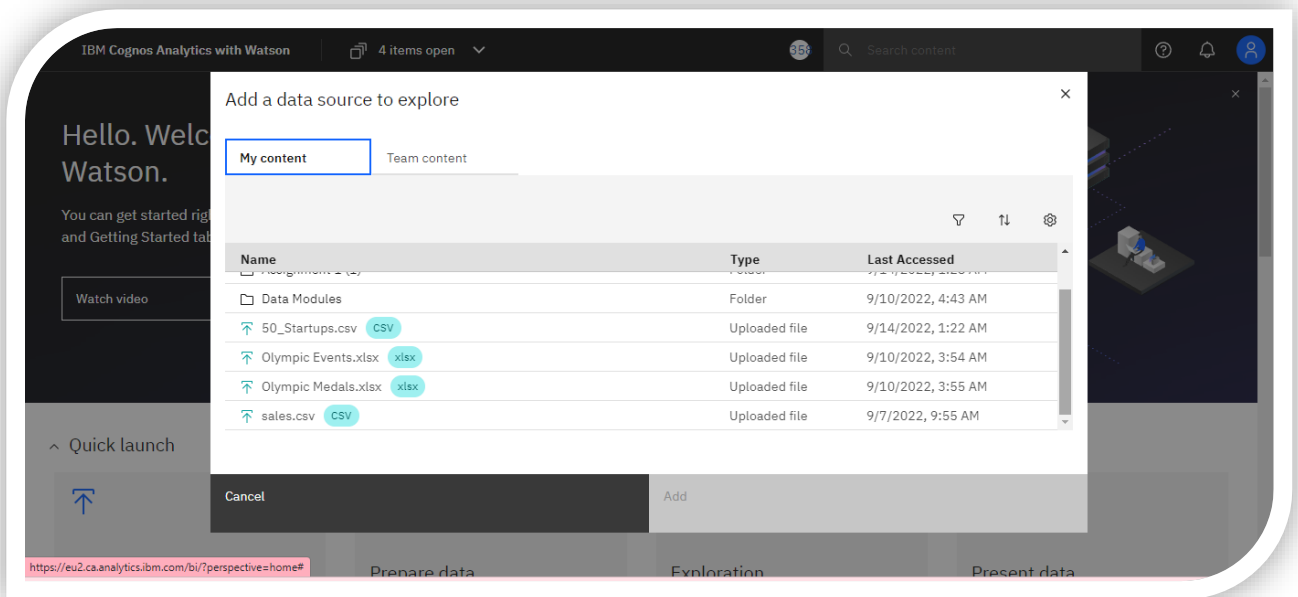 IBM Cognos Analytics with Watson
4 items open
358
Search content
Hello. Welc
Watson.
You can get started rig
and Getting Started tab
Watch video
Add a data source to explore
My content
Team content
Name Type Last Accessed
Data Modules Folder 9/10/2022, 4:43 AM
50_Startups.csv CSV Uploaded file 9/14/2022, 1:22 AM
Olympic Events.xlsx xlsx Uploaded file 9/10/2022, 3:54 AM
Olympic Medals.xlsx xlsx Uploaded file 9/10/2022, 3:55 AM
sales.csv CSV Uploaded file 9/7/2022, 9:55 AM
Quick launch
Cancel
Add
https://eu2.ca.analytics.ibm.com/bi/?perspective=home#
Prepare data
Exploration
Present data